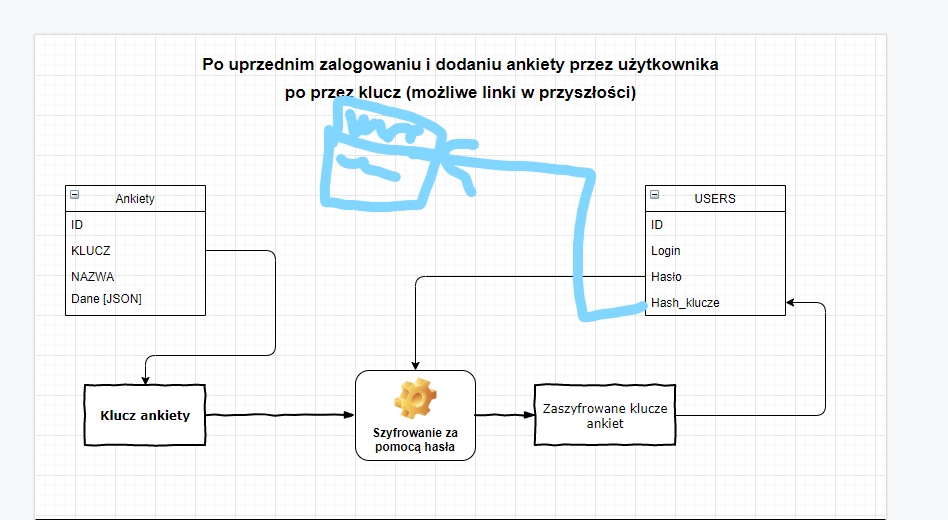 Po uprzednim zalogowaniu i dodaniu ankiety przez użytkownika
po przez klucz (możliwe linki w przyszłości)
Ankiety
ID
KLUCZ
NAZWA
Dane [JSON]
USERS
ID
Login
Hasło
Hash_klucze
Klucz ankiety
Szyfrowanie za
pomocą hasła
Zaszyfrowane klucze
ankiet